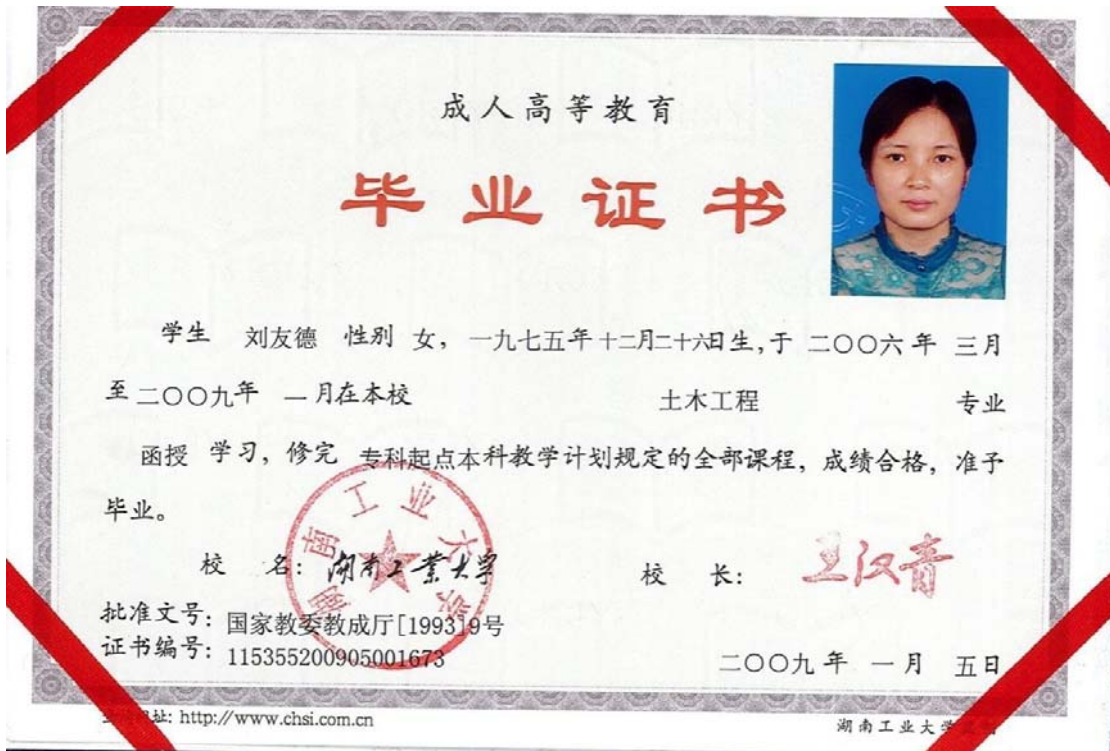 成人高等教育
毕业证书
学生 刘友德 性别 女，一九七五年十二月二十六日生，于 二〇〇六年 三月
至二〇〇九年 一月在本校 土木工程 专业
函授 学习，修完 专科起点本科教学计划规定的全部课程，成绩合格，准予
毕业。
校 名：湖南工业大学 校 长：王汉青
湖南工业大学
批准文号：国家教委教成厅[1993]9号
证书编号：115355200905001673
二〇〇九年 一月 五日
址: http://www.chsi.com.cn
湖南工业大学